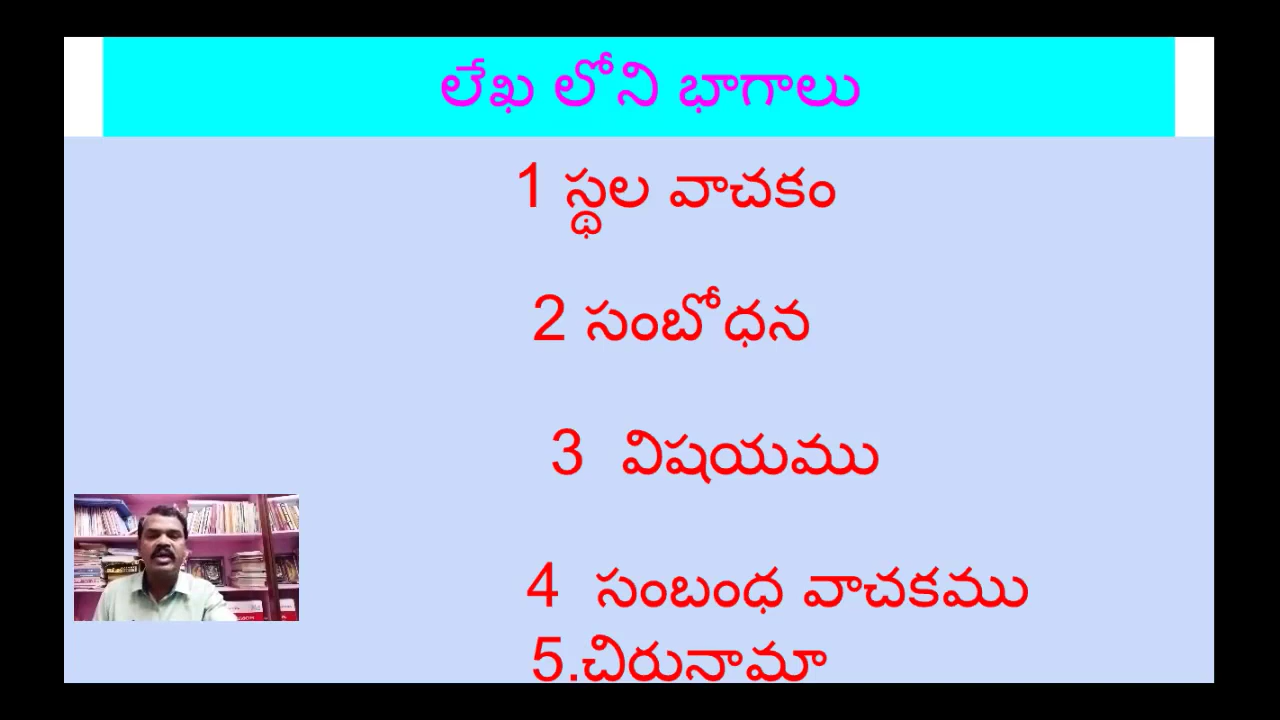 లేఖ లోని భాగాలు
1 స్థల వాచకం
2 సంబోధన
3 విషయము
4 సంబంధ వాచకము
5.చిరునామా